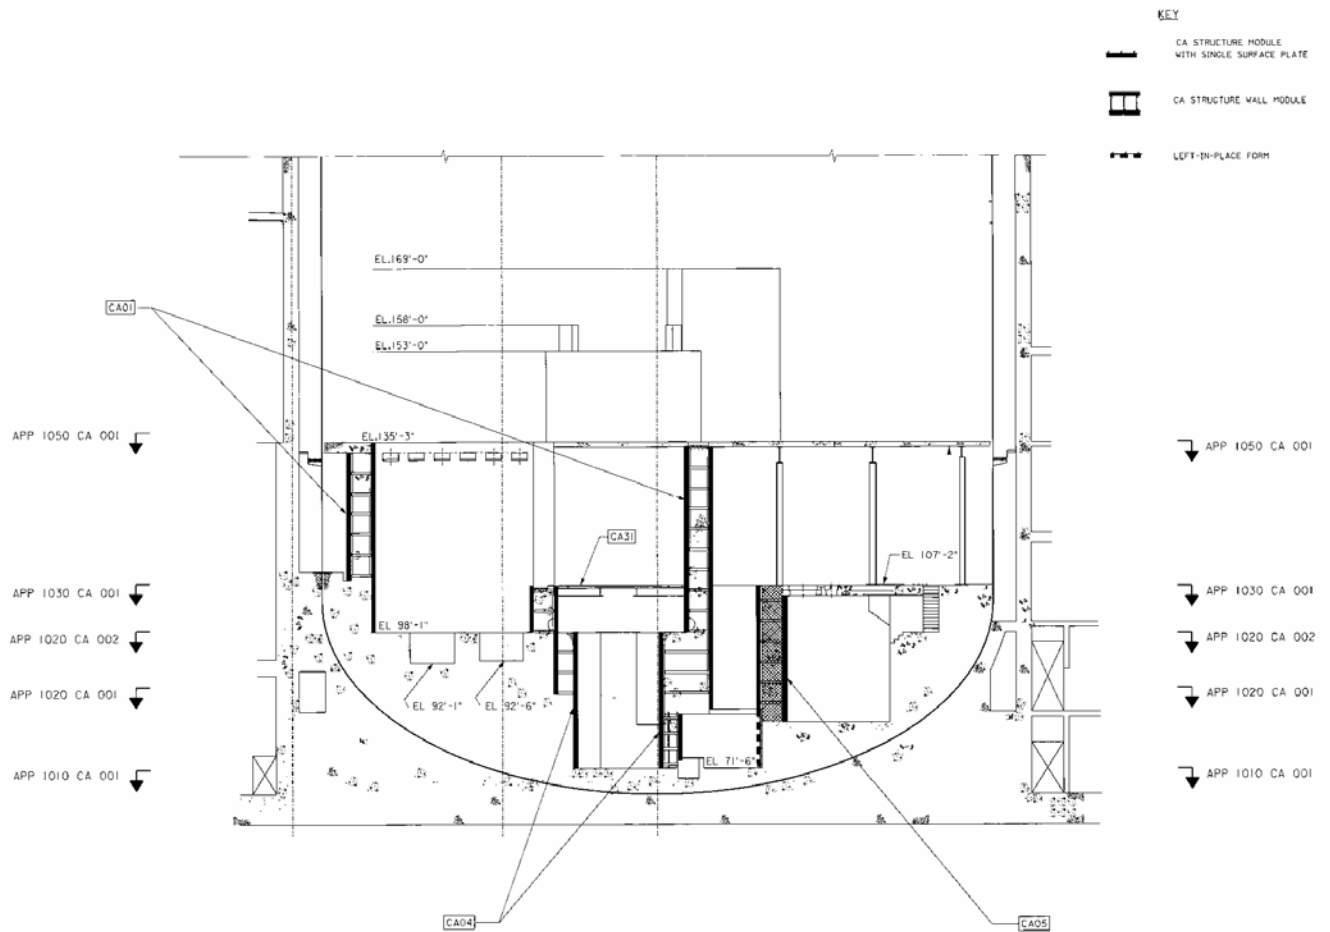 KEY
CA STRUCTURE MODULE
WITH SINGLE SURFACE PLATE
CA STRUCTURE WALL MODULE
LEFT-IN-PLACE FORM
EL.169'-0"
CA01
EL.158'-0"
EL.153'-0"
APP 1050 CA 001
EL.135'-3"
APP 1050 CA 001
CA31
EL 107'-2"
APP 1030 CA 001
APP 1030 CA 001
EL 98'-1"
APP 1020 CA 002
APP 1020 CA 002
APP 1020 CA 001
EL 92'-1"
EL 92'-6"
APP 1020 CA 001
EL 71'-6"
APP 1010 CA 001
APP 1010 CA 001
CA04
CA05